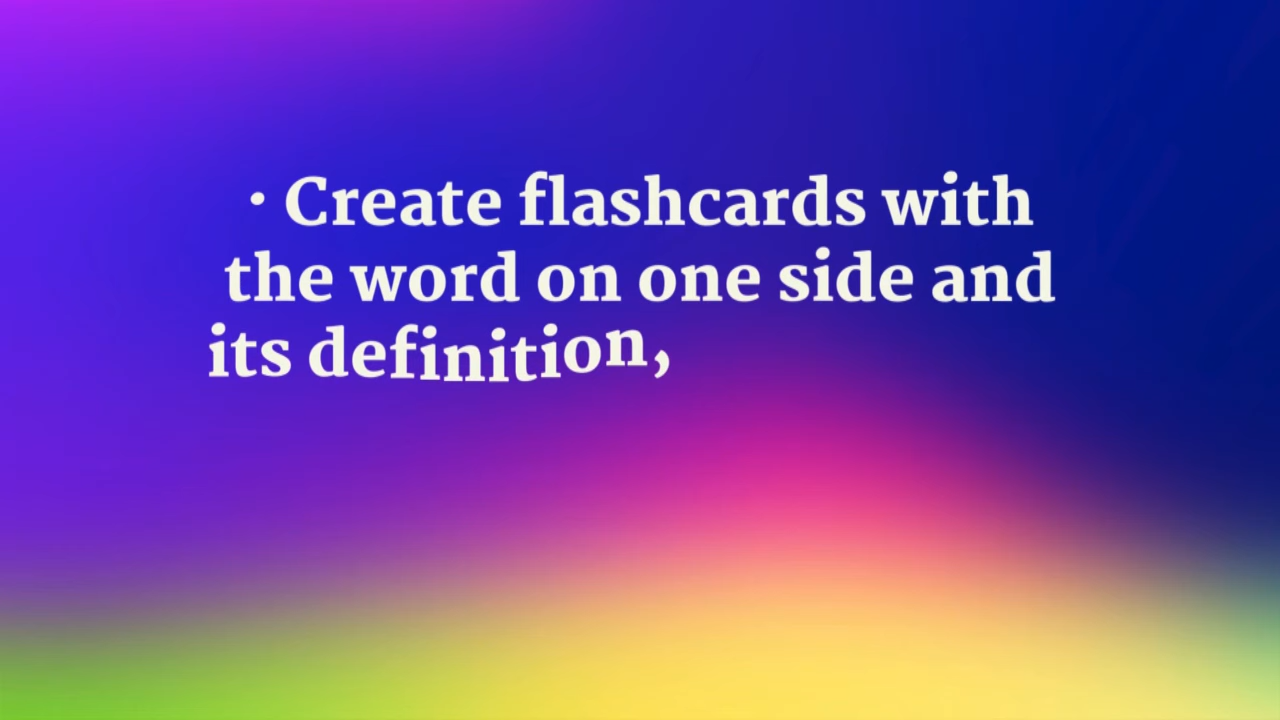 · Create flashcards with
the word on one side and
its definition,